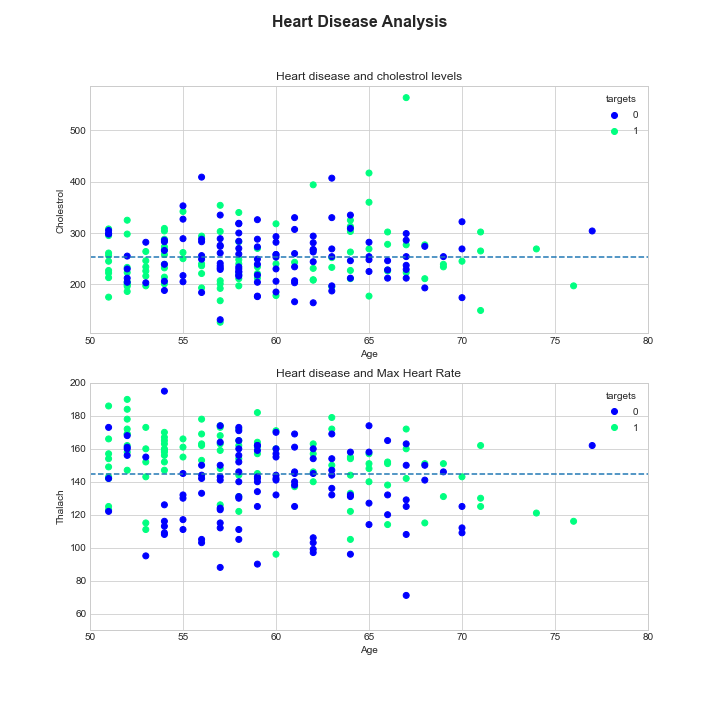 Heart Disease Analysis
Heart disease and cholestrol levels
targets
0
1
Cholestrol
500
400
300
200
50 55 60 65 70 75 80
Age
Heart disease and Max Heart Rate
targets
0
1
Thalach
200
180
160
140
120
100
80
60
50 55 60 65 70 75 80
Age